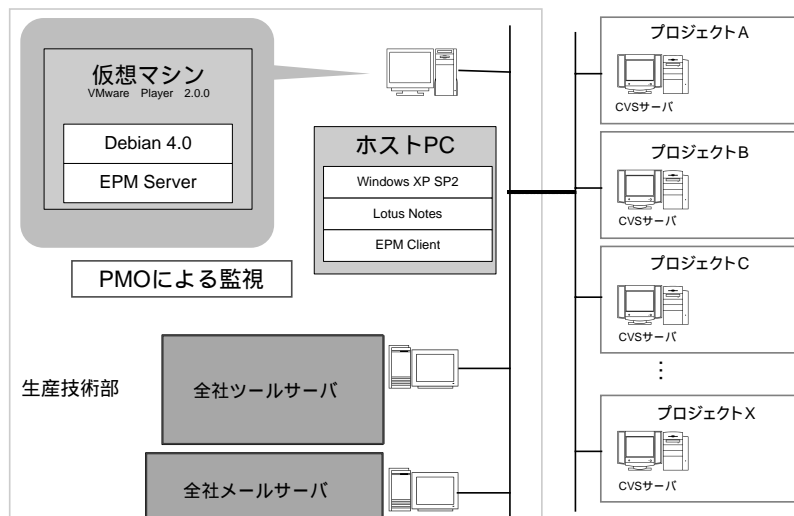 仮想マシン
VMware Player 2.0.0
Debian 4.0
EPM Server
ホストPC
Windows XP SP2
Lotus Notes
EPM Client
PMOによる監視
生産技術部
全社ツールサーバ
全社メールサーバ
プロジェクトA
CVSサーバ
プロジェクトB
CVSサーバ
プロジェクトC
CVSサーバ
…
プロジェクトX
CVSサーバ